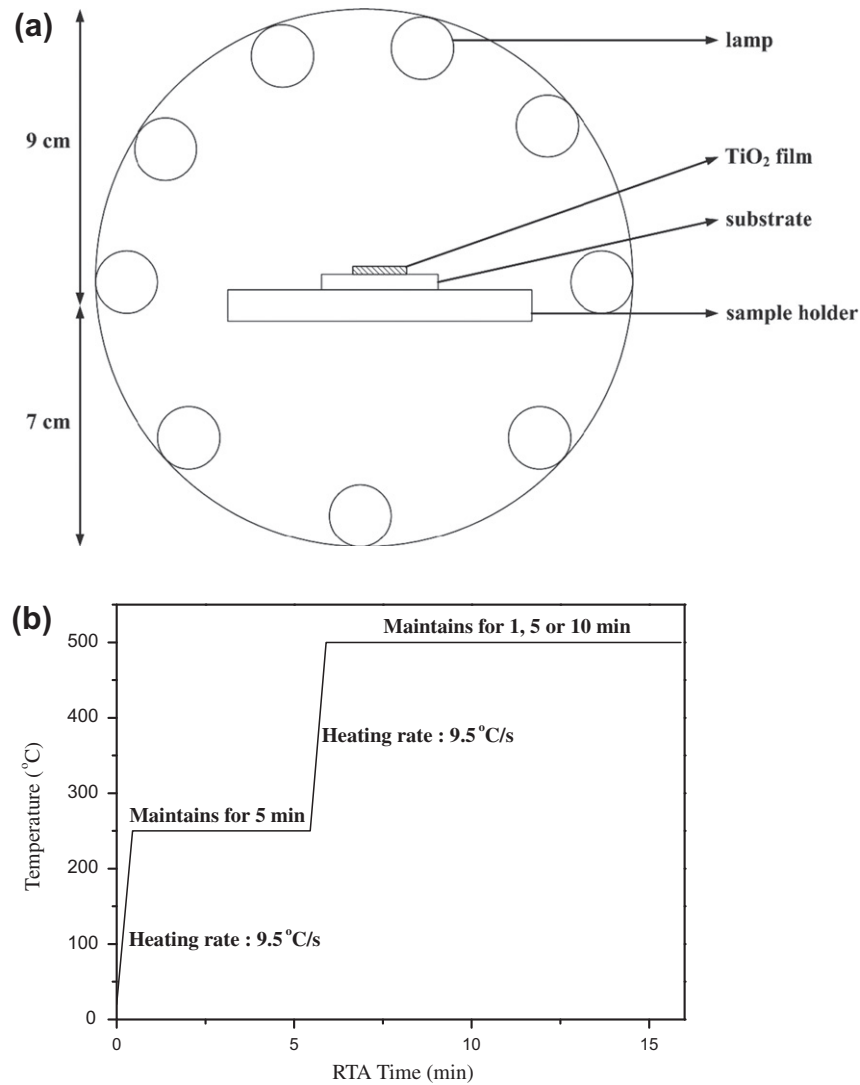 (a)
lamp
9 cm
TiO₂ film
substrate
sample holder
7 cm
(b)
Maintains for 1, 5 or 10 min
500
400
Heating rate : 9.5 °C/s
300
Maintains for 5 min
200
Heating rate : 9.5 °C/s
100
0
Temperature (°C)
0 5 10 15
RTA Time (min)